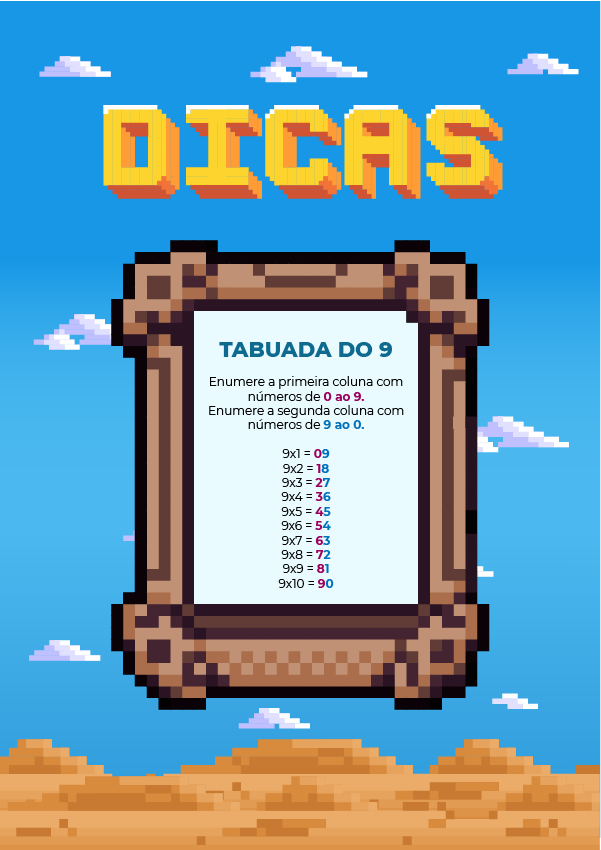 DICAS
TABUADA DO 9
Enumere a primeira coluna com
números de 0 ao 9.
Enumere a segunda coluna com
números de 9 ao 0.
9x1 = 09
9x2 = 18
9x3 = 27
9x4 = 36
9x5 = 45
9x6 = 54
9x7 = 63
9x8 = 72
9x9 = 81
9x10 = 90